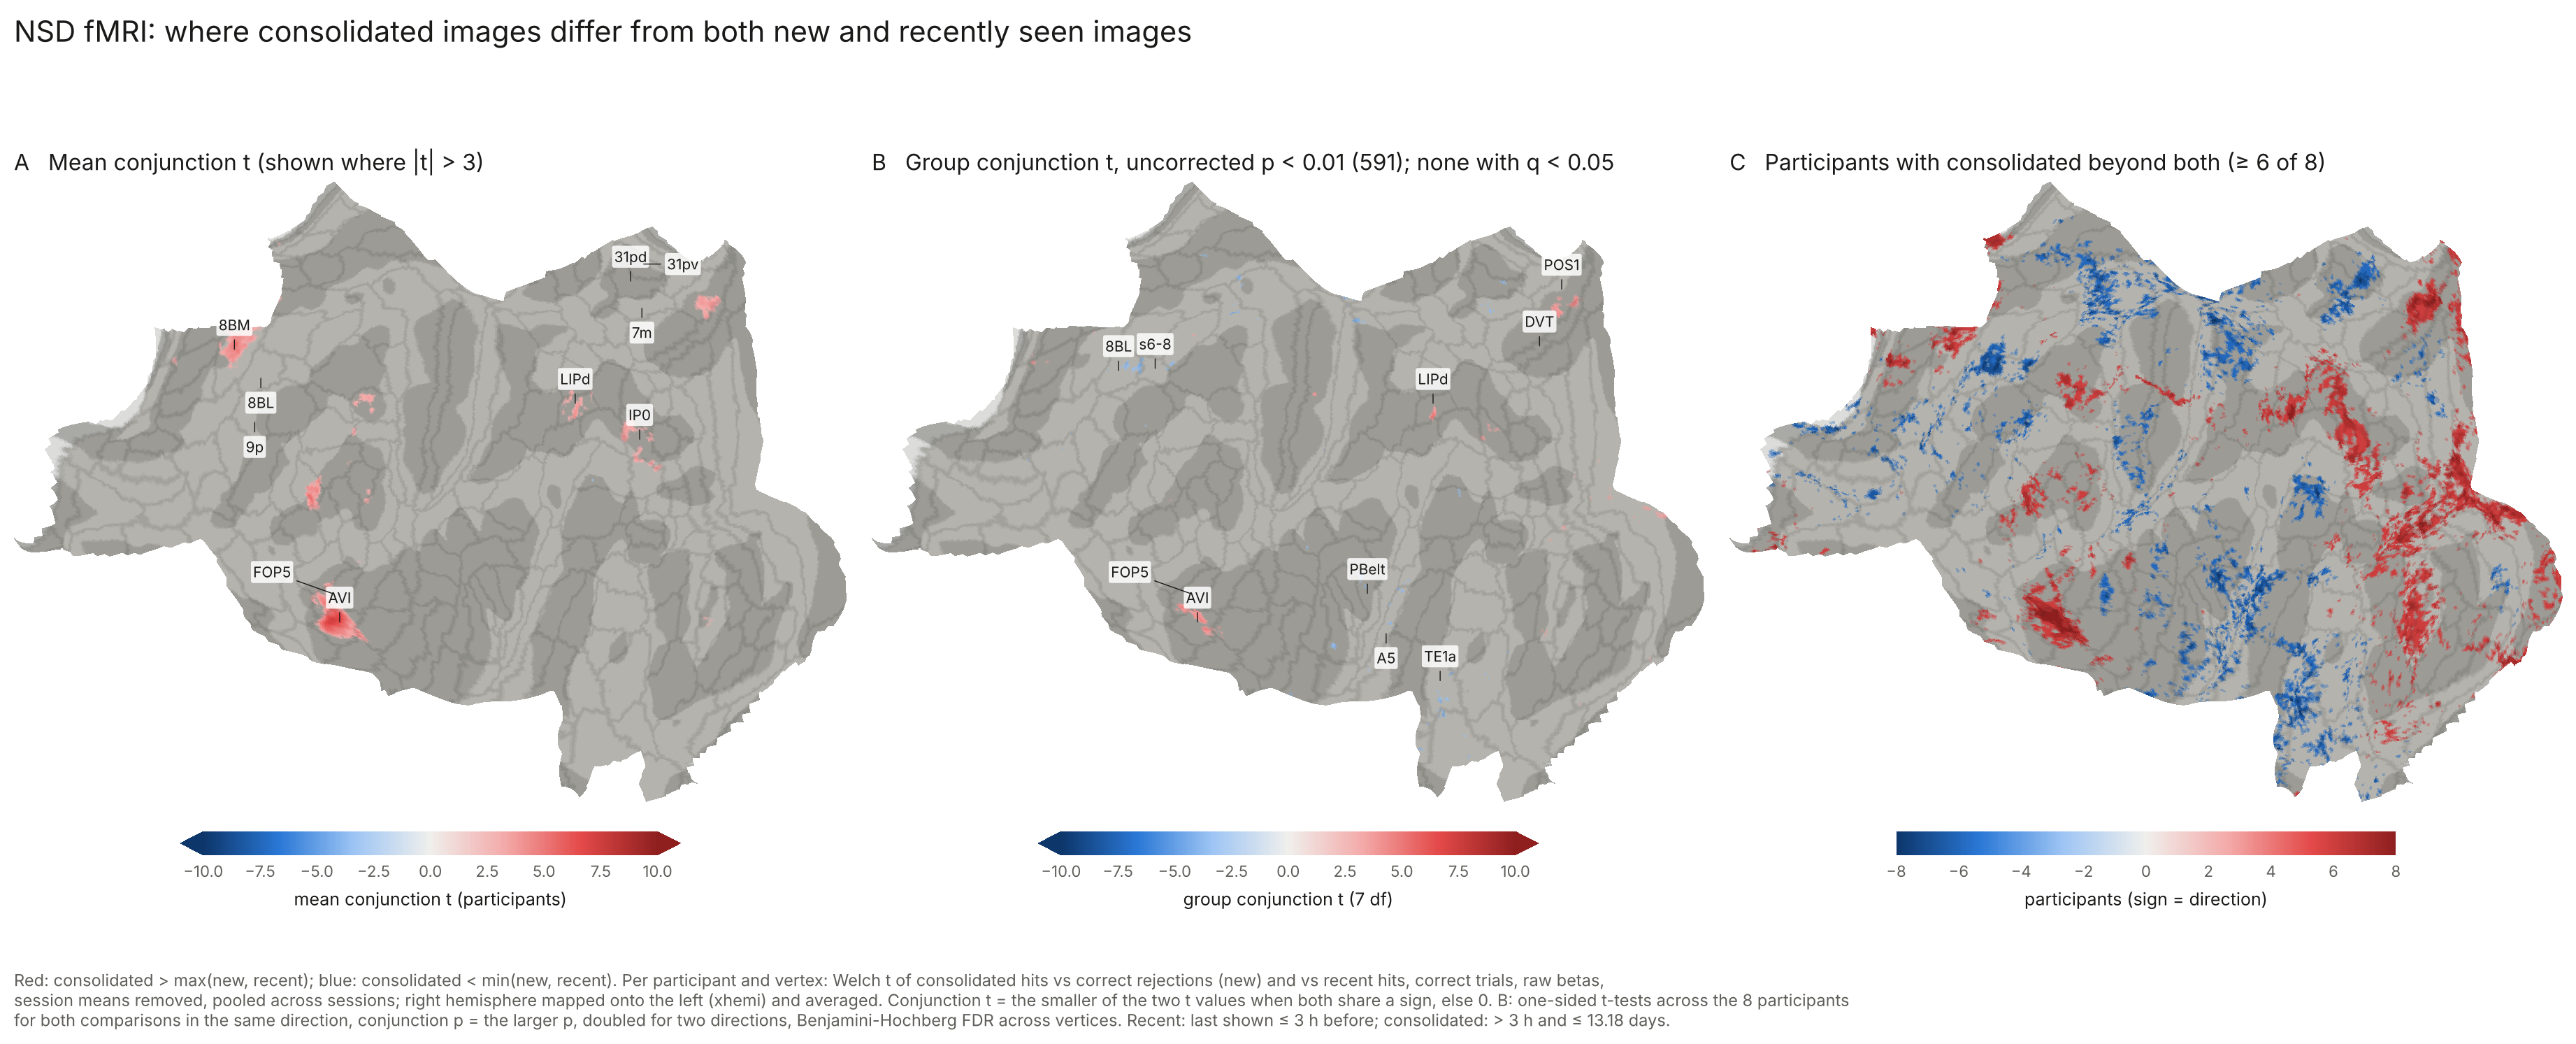 NSD fMRI: where consolidated images differ from both new and recently seen images
A Mean conjunction t (shown where |t| > 3)
31pd
31pv
8BM
7m
8BL
LIPd
IP0
9p
FOP5
AVI
−10.0 −7.5 −5.0 −2.5 0.0 2.5 5.0 7.5 10.0
mean conjunction t (participants)
B Group conjunction t, uncorrected p < 0.01 (591); none with q < 0.05
POS1
DVT
8BL
s6-8
LIPd
FOP5
AVI
PBelt
A5
TE1a
−10.0 −7.5 −5.0 −2.5 0.0 2.5 5.0 7.5 10.0
group conjunction t (7 df)
C Participants with consolidated beyond both (≥ 6 of 8)
−8 −6 −4 −2 0 2 4 6 8
participants (sign = direction)
Red: consolidated > max(new, recent); blue: consolidated < min(new, recent). Per participant and vertex: Welch t of consolidated hits vs correct rejections (new) and vs recent hits, correct trials, raw betas,
session means removed, pooled across sessions; right hemisphere mapped onto the left (xhemi) and averaged. Conjunction t = the smaller of the two t values when both share a sign, else 0. B: one-sided t-tests across the 8 participants
for both comparisons in the same direction, conjunction p = the larger p, doubled for two directions, Benjamini-Hochberg FDR across vertices. Recent: last shown ≤ 3 h before; consolidated: > 3 h and ≤ 13.18 days.